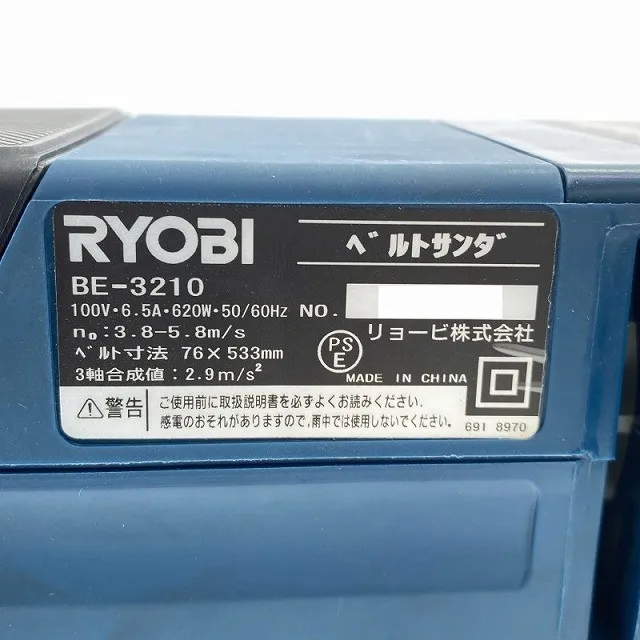 RYOBI
ベルトサンダ
BE-3210
100V・6.5A・620W・50/60Hz NO.
n₀:3.8-5.8m/s
リョービ株式会社
ベルト寸法 76×533mm
PS
E
3軸合成値:2.9m/s²
MADE IN CHINA
警告
ご使用前に取扱説明書を必ずよくお読みください.
感電のおそれがありますので,雨中では使用しないでください.
691 8970